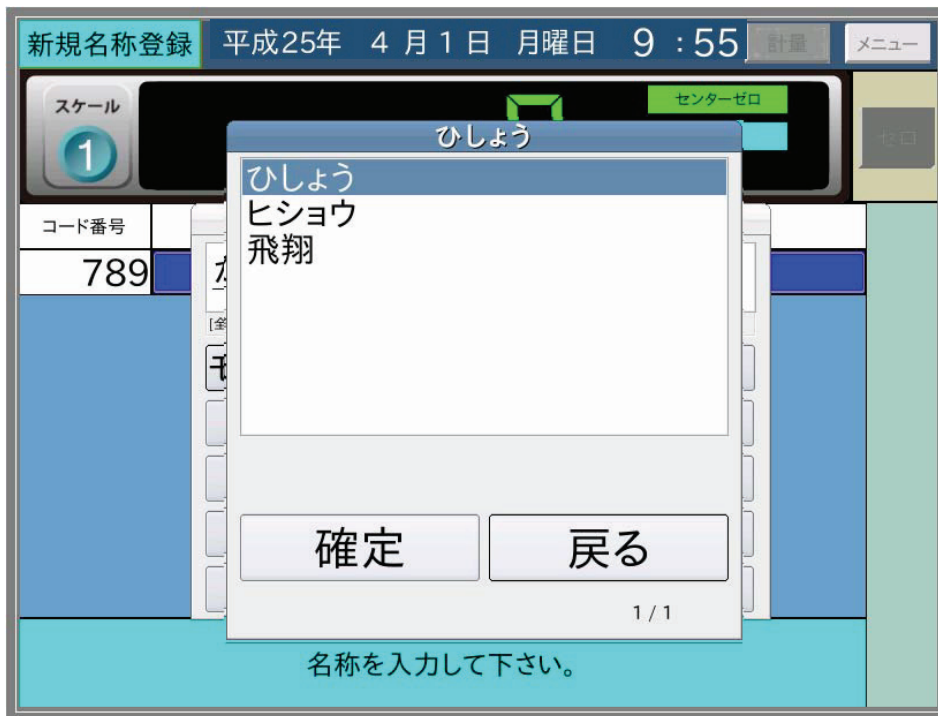 新規名称登録 平成25年 4月1日 月曜日 9:55 計量 メニュー
スケール センターゼロ
1 ゼロ
ひしょう
ひしょう
ヒショウ
飛翔
コード番号
789
確定 戻る
1/1
名称を入力して下さい。